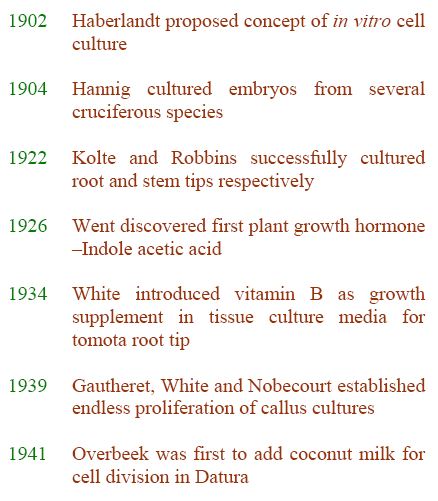 1902 Haberlandt proposed concept of in vitro cell
culture
1904 Hannig cultured embryos from several
cruciferous species
1922 Kolte and Robbins successfully cultured
root and stem tips respectively
1926 Went discovered first plant growth hormone
–Indole acetic acid
1934 White introduced vitamin B as growth
supplement in tissue culture media for
tomota root tip
1939 Gautheret, White and Nobecourt established
endless proliferation of callus cultures
1941 Overbeek was first to add coconut milk for
cell division in Datura